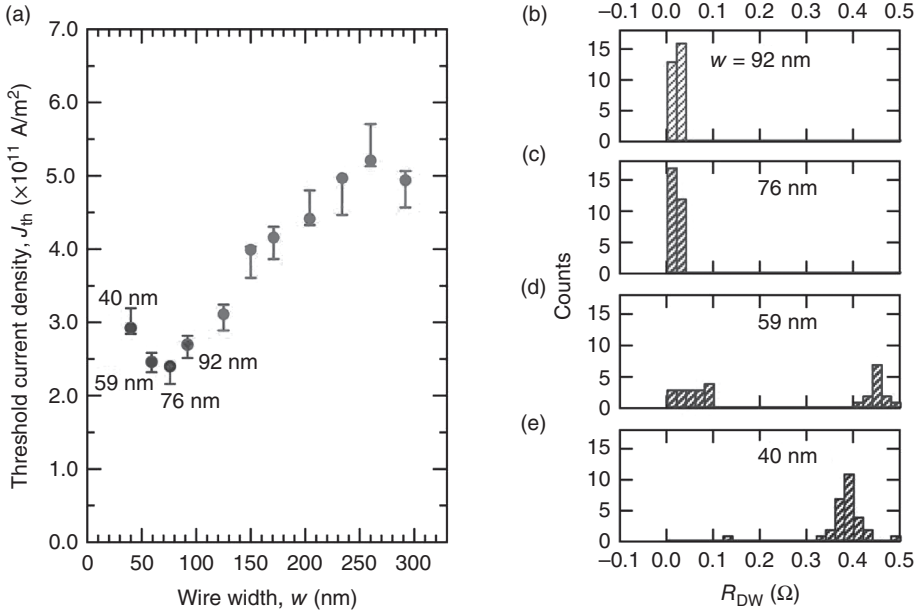 (a)
7.0
6.0
5.0
4.0
3.0
2.0
1.0
0.0
Threshold current density, J_th (×10^11 A/m^2)
40 nm
59 nm
76 nm
92 nm
0 50 100 150 200 250 300
Wire width, w (nm)
(b)
−0.1 0.0 0.1 0.2 0.3 0.4 0.5
15
10
5
0
w = 92 nm
(c)
15
10
5
0
76 nm
Counts
(d)
15
10
5
0
59 nm
(e)
15
10
5
0
40 nm
−0.1 0.0 0.1 0.2 0.3 0.4 0.5
R_DW (Ω)